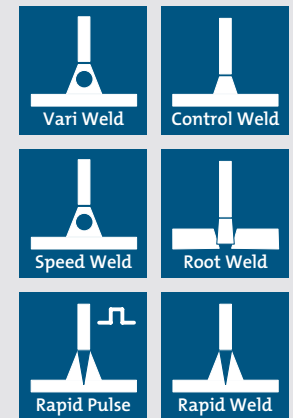 Vari Weld
Control Weld
Speed Weld
Root Weld
Rapid Pulse
Rapid Weld